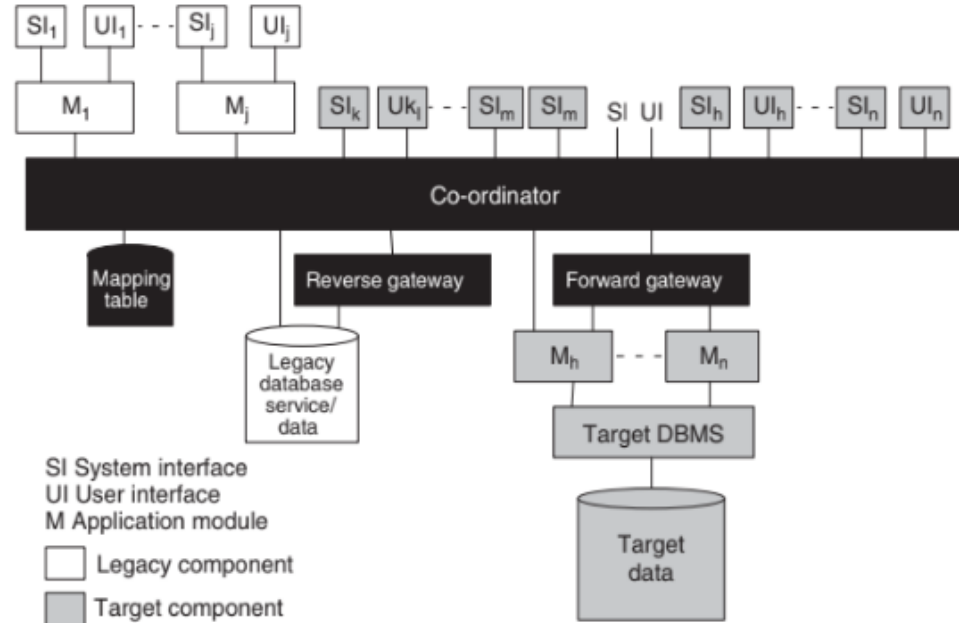 SI₁ UI₁ SIⱼ UIⱼ
M₁ Mⱼ
SIₖ Ukₗ SIₘ SIₘ SI UI SIₕ UIₕ SIₙ UIₙ
Co-ordinator
Mapping
table
Reverse gateway
Forward gateway
Legacy
database
service/
data
Mₕ Mₙ
Target DBMS
Target
data
SI System interface
UI User interface
M Application module
Legacy component
Target component